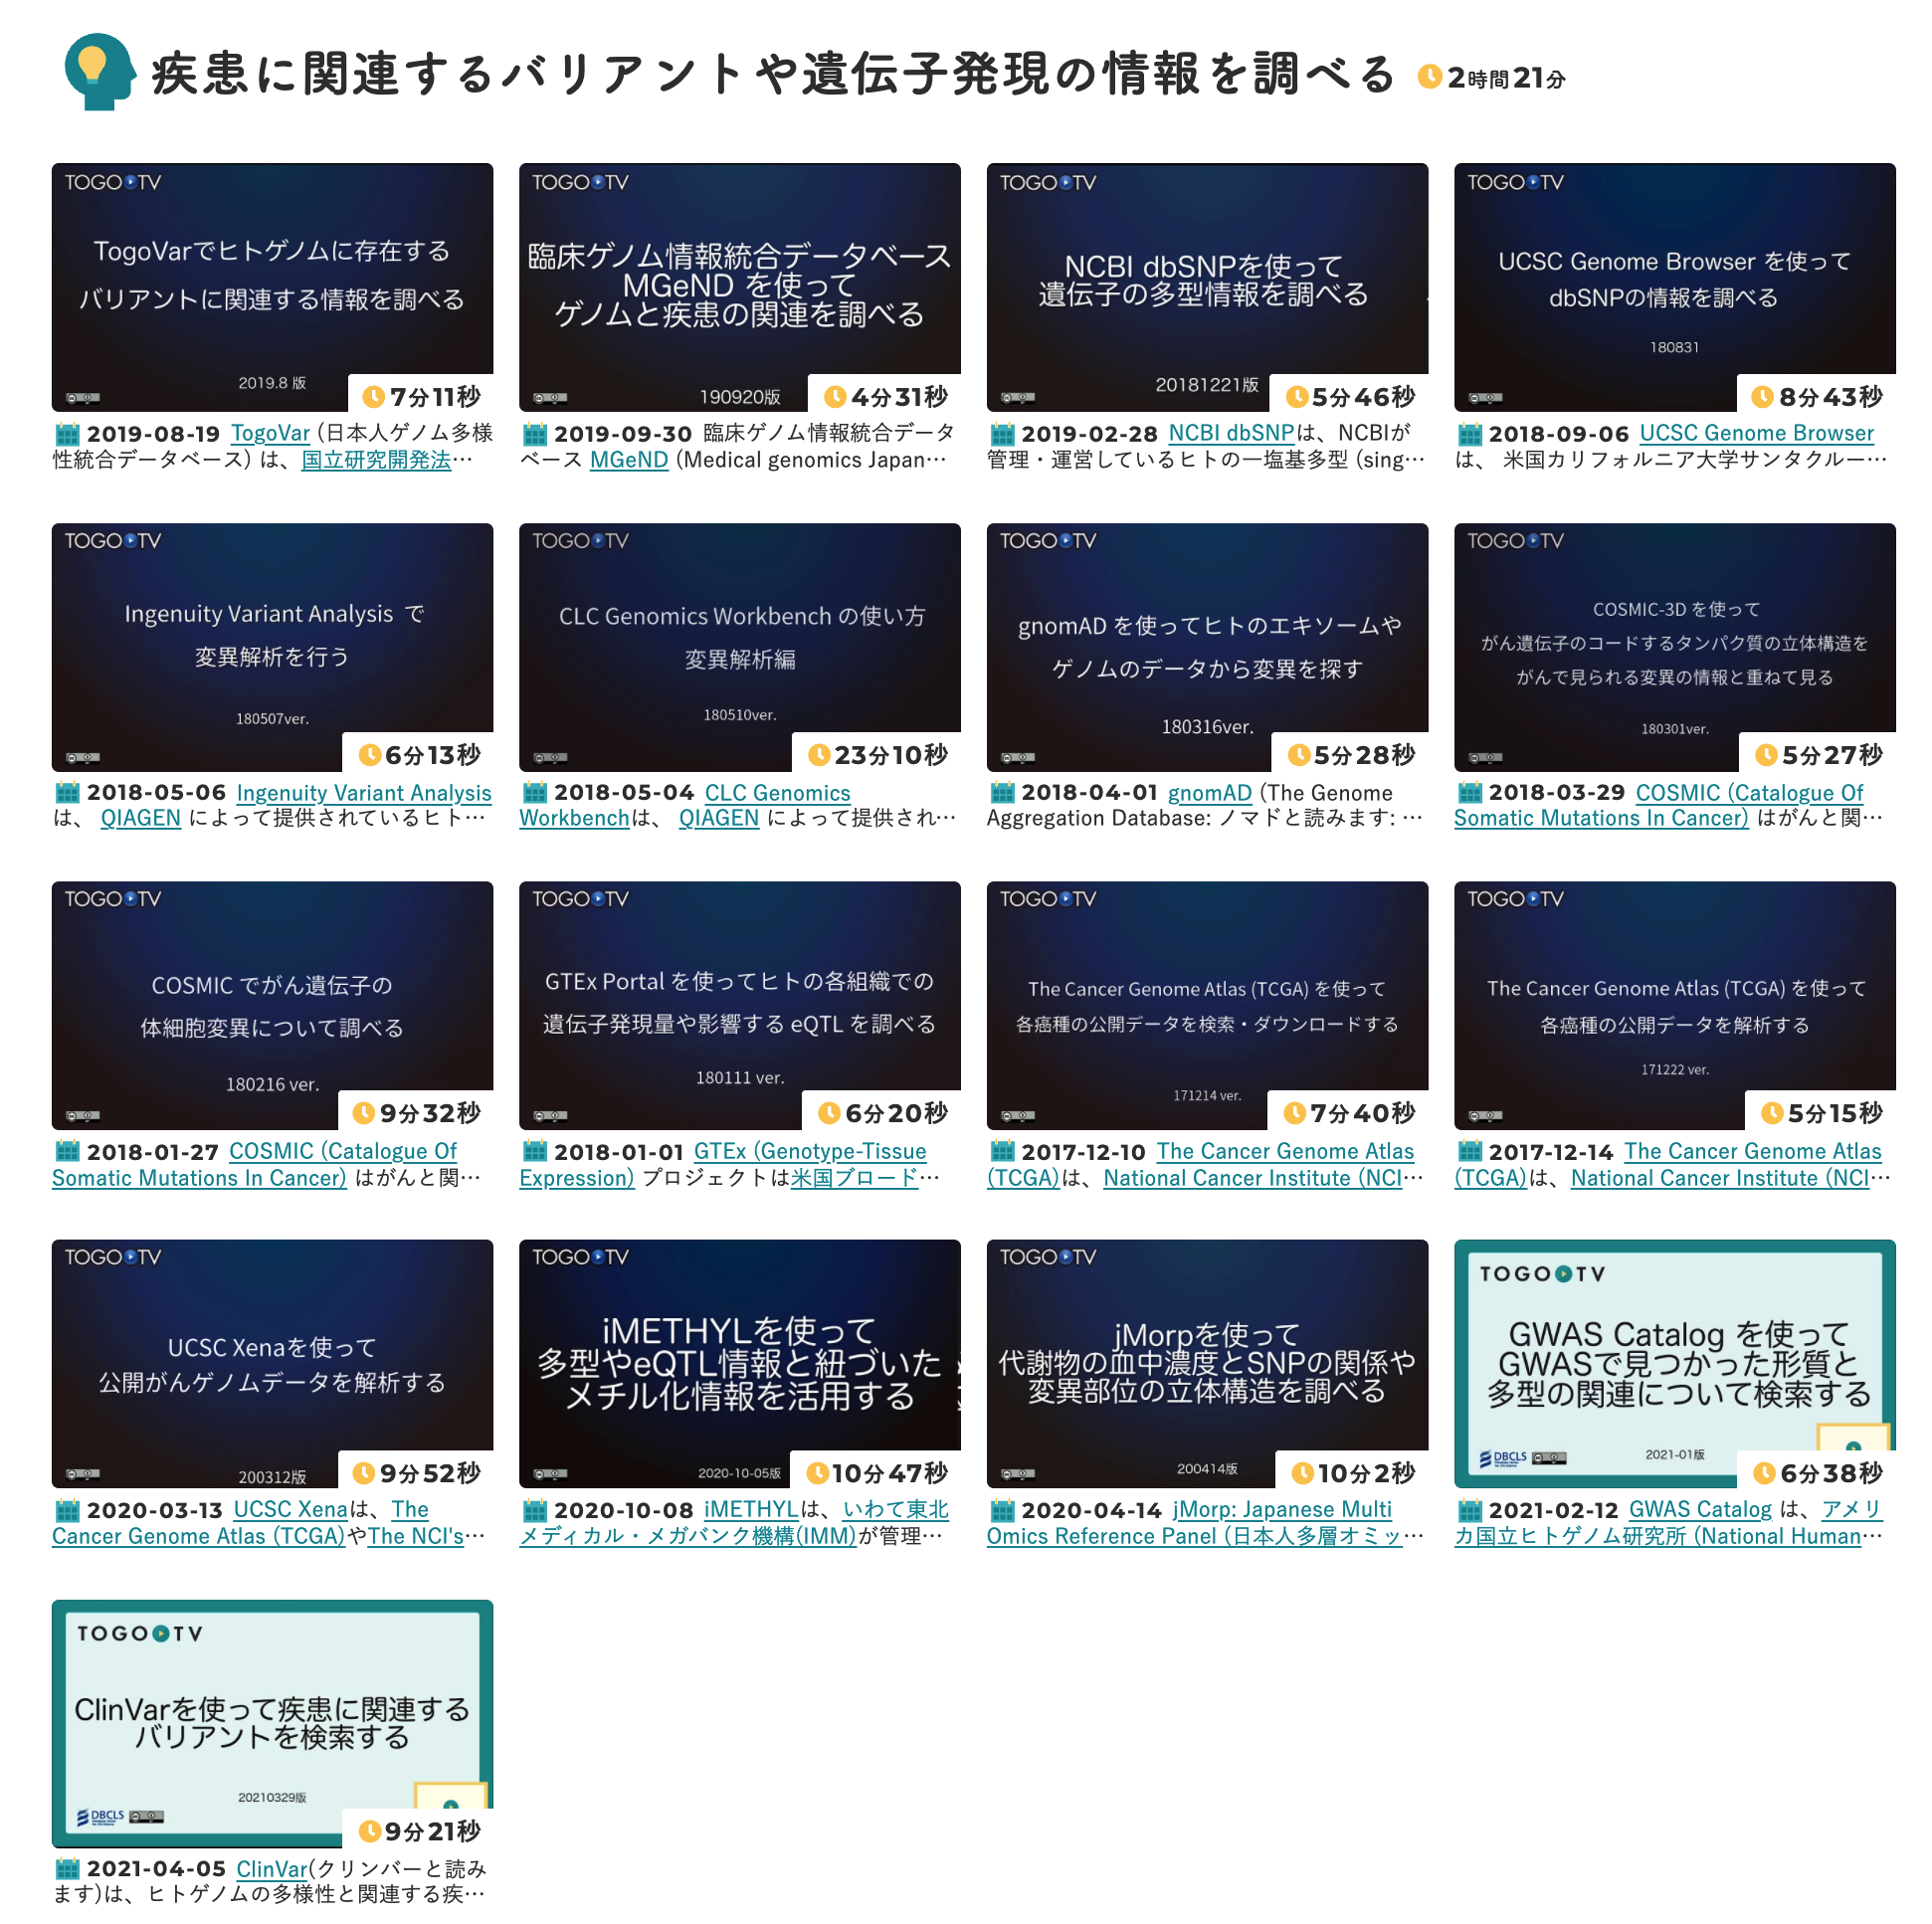 疾患に関連するバリアントや遺伝子発現の情報を調べる 2時間21分
TOGOTV
TogoVarでヒトゲノムに存在する
バリアントに関連する情報を調べる
2019.8 版
7分11秒
2019-08-19 TogoVar (日本人ゲノム多様
性統合データベース) は、国立研究開発法…
TOGOTV
臨床ゲノム情報統合データベース
MGeND を使って
ゲノムと疾患の関連を調べる
190920版
4分31秒
2019-09-30 臨床ゲノム情報統合データ
ベース MGeND (Medical genomics Japan…
TOGOTV
NCBI dbSNPを使って
遺伝子の多型情報を調べる
20181221版
5分46秒
2019-02-28 NCBI dbSNPは、NCBIが
管理・運営しているヒトの一塩基多型 (sing…
TOGOTV
UCSC Genome Browser を使って
dbSNPの情報を調べる
180831
8分43秒
2018-09-06 UCSC Genome Browser
は、 米国カリフォルニア大学サンタクルー…
TOGOTV
Ingenuity Variant Analysis で
変異解析を行う
180507ver.
6分13秒
2018-05-06 Ingenuity Variant Analysis
は、 QIAGEN によって提供されているヒト…
TOGOTV
CLC Genomics Workbench の使い方
変異解析編
180510ver.
23分10秒
2018-05-04 CLC Genomics
Workbenchは、 QIAGEN によって提供され…
TOGOTV
gnomAD を使ってヒトのエキソームや
ゲノムのデータから変異を探す
180316ver.
5分28秒
2018-04-01 gnomAD (The Genome
Aggregation Database: ノマドと読みます: …
TOGOTV
COSMIC-3D を使って
がん遺伝子のコードするタンパク質の立体構造を
がんで見られる変異の情報と重ねて見る
180301ver.
5分27秒
2018-03-29 COSMIC (Catalogue Of
Somatic Mutations In Cancer) はがんと関…
TOGOTV
COSMIC でがん遺伝子の
体細胞変異について調べる
180216 ver.
9分32秒
2018-01-27 COSMIC (Catalogue Of
Somatic Mutations In Cancer) はがんと関…
TOGOTV
GTEx Portal を使ってヒトの各組織での
遺伝子発現量や影響する eQTL を調べる
180111 ver.
6分20秒
2018-01-01 GTEx (Genotype-Tissue
Expression) プロジェクトは米国ブロード…
TOGOTV
The Cancer Genome Atlas (TCGA) を使って
各癌種の公開データを検索・ダウンロードする
171214 ver.
7分40秒
2017-12-10 The Cancer Genome Atlas
(TCGA)は、National Cancer Institute (NCI…
TOGOTV
The Cancer Genome Atlas (TCGA) を使って
各癌種の公開データを解析する
171222 ver.
5分15秒
2017-12-14 The Cancer Genome Atlas
(TCGA)は、National Cancer Institute (NCI…
TOGOTV
UCSC Xenaを使って
公開がんゲノムデータを解析する
200312版
9分52秒
2020-03-13 UCSC Xenaは、The
Cancer Genome Atlas (TCGA)やThe NCI's…
TOGOTV
iMETHYLを使って
多型やeQTL情報と紐づいた
メチル化情報を活用する
2020-10-05版
10分47秒
2020-10-08 iMETHYLは、いわて東北
メディカル・メガバンク機構(IMM)が管理…
TOGOTV
jMorpを使って
代謝物の血中濃度とSNPの関係や
変異部位の立体構造を調べる
200414版
10分2秒
2020-04-14 jMorp: Japanese Multi
Omics Reference Panel (日本人多層オミッ…
TOGOTV
GWAS Catalog を使って
GWASで見つかった形質と
多型の関連について検索する
DBCLS
2021-01版
6分38秒
2021-02-12 GWAS Catalog は、アメリ
カ国立ヒトゲノム研究所 (National Human…
TOGOTV
ClinVarを使って疾患に関連する
バリアントを検索する
20210329版
DBCLS
9分21秒
2021-04-05 ClinVar(クリンバーと読み
ます)は、ヒトゲノムの多様性と関連する疾…